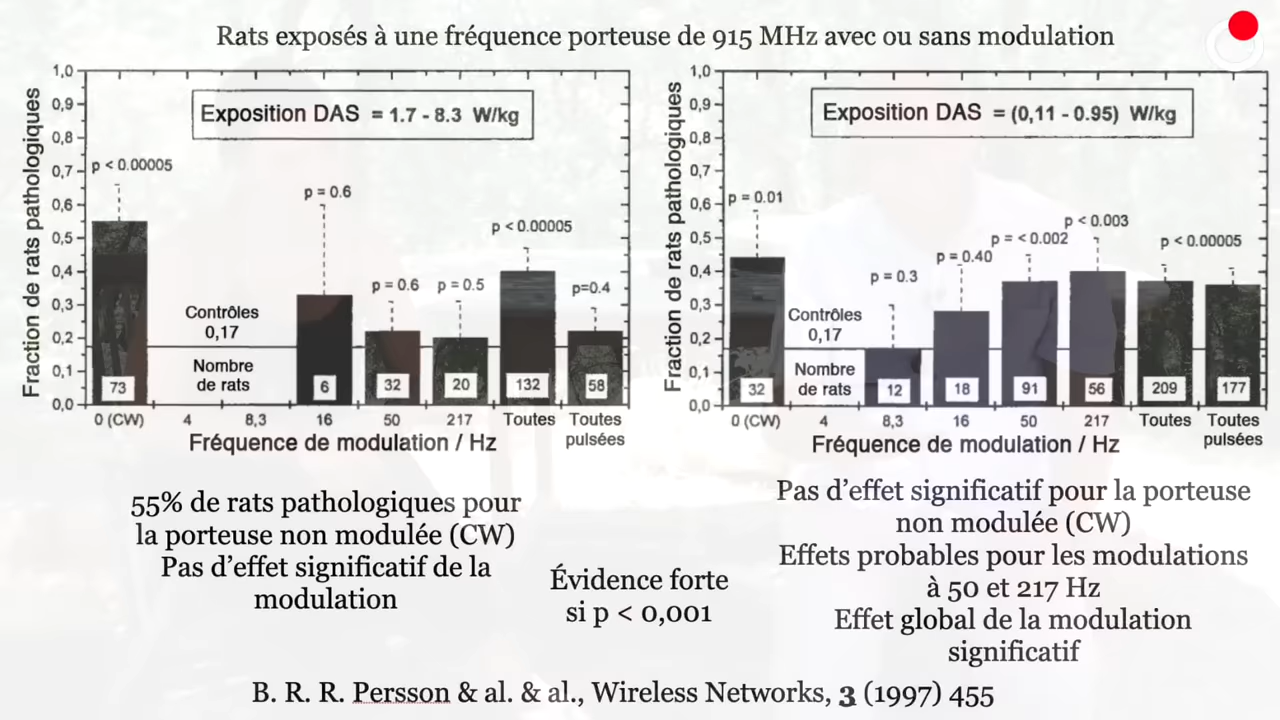 Rats exposés à une fréquence porteuse de 915 MHz avec ou sans modulation
Fraction de rats pathologiques
1,0
0,9
0,8
0,7
0,6
0,5
0,4
0,3
0,2
0,1
0,0
Exposition DAS = 1.7 - 8.3 W/kg
p < 0.00005
p = 0.6
p = 0.6
p = 0.5
p < 0.00005
p=0.4
Contrôles
0,17
Nombre
de rats
73
6
32
20
132
58
0 (CW)
4
8,3
16
50
217
Toutes
Toutes
pulsées
Fréquence de modulation / Hz
Fraction de rats pathologiques
1,0
0,9
0,8
0,7
0,6
0,5
0,4
0,3
0,2
0,1
0,0
Exposition DAS = (0,11 - 0.95) W/kg
p = 0.01
p = 0.3
p = 0.40
p = < 0.002
p < 0.003
p < 0.00005
Contrôles
0,17
Nombre
de rats
32
12
18
91
56
209
177
0 (CW)
4
8,3
16
50
217
Toutes
Toutes
pulsées
Fréquence de modulation / Hz
55% de rats pathologiques pour
la porteuse non modulée (CW)
Pas d’effet significatif de la
modulation
Évidence forte
si p < 0,001
Pas d’effet significatif pour la porteuse
non modulée (CW)
Effets probables pour les modulations
à 50 et 217 Hz
Effet global de la modulation
significatif
B. R. R. Persson & al. & al., Wireless Networks, 3 (1997) 455